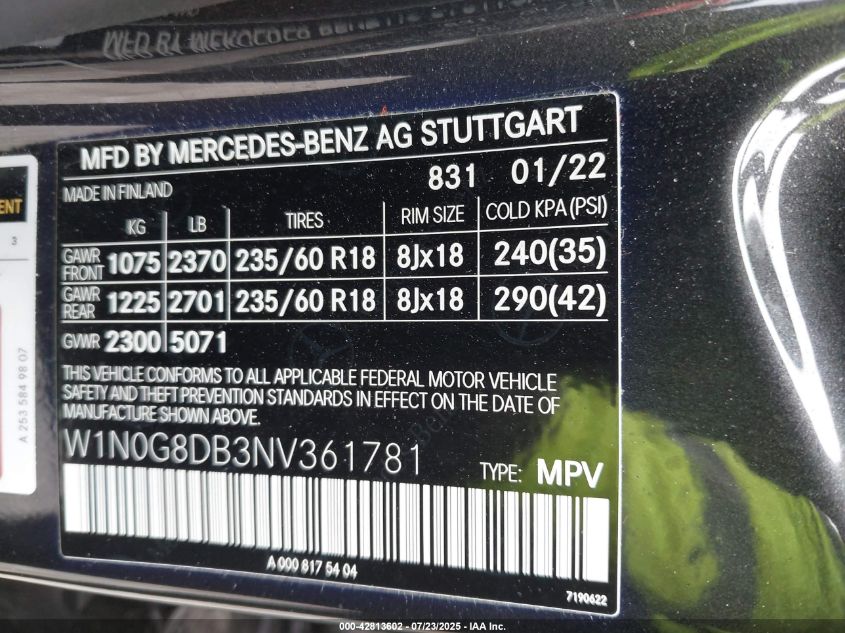 MFD BY MERCEDES-BENZ AG STUTTGART
MADE IN FINLAND 831 01/22
KG LB TIRES RIM SIZE COLD KPA (PSI)
GAWR FRONT 1075 2370 235/60 R18 8Jx18 240(35)
GAWR REAR 1225 2701 235/60 R18 8Jx18 290(42)
GVWR 2300 5071
THIS VEHICLE CONFORMS TO ALL APPLICABLE FEDERAL MOTOR VEHICLE
SAFETY AND THEFT PREVENTION STANDARDS IN EFFECT ON THE DATE OF
MANUFACTURE SHOWN ABOVE.
W1N0G8DB3NV361781 TYPE: MPV
A 000 817 54 04
7190622
ENT
3
A 253 584 98 07
000-42813602 - 07/23/2025 - IAA Inc.